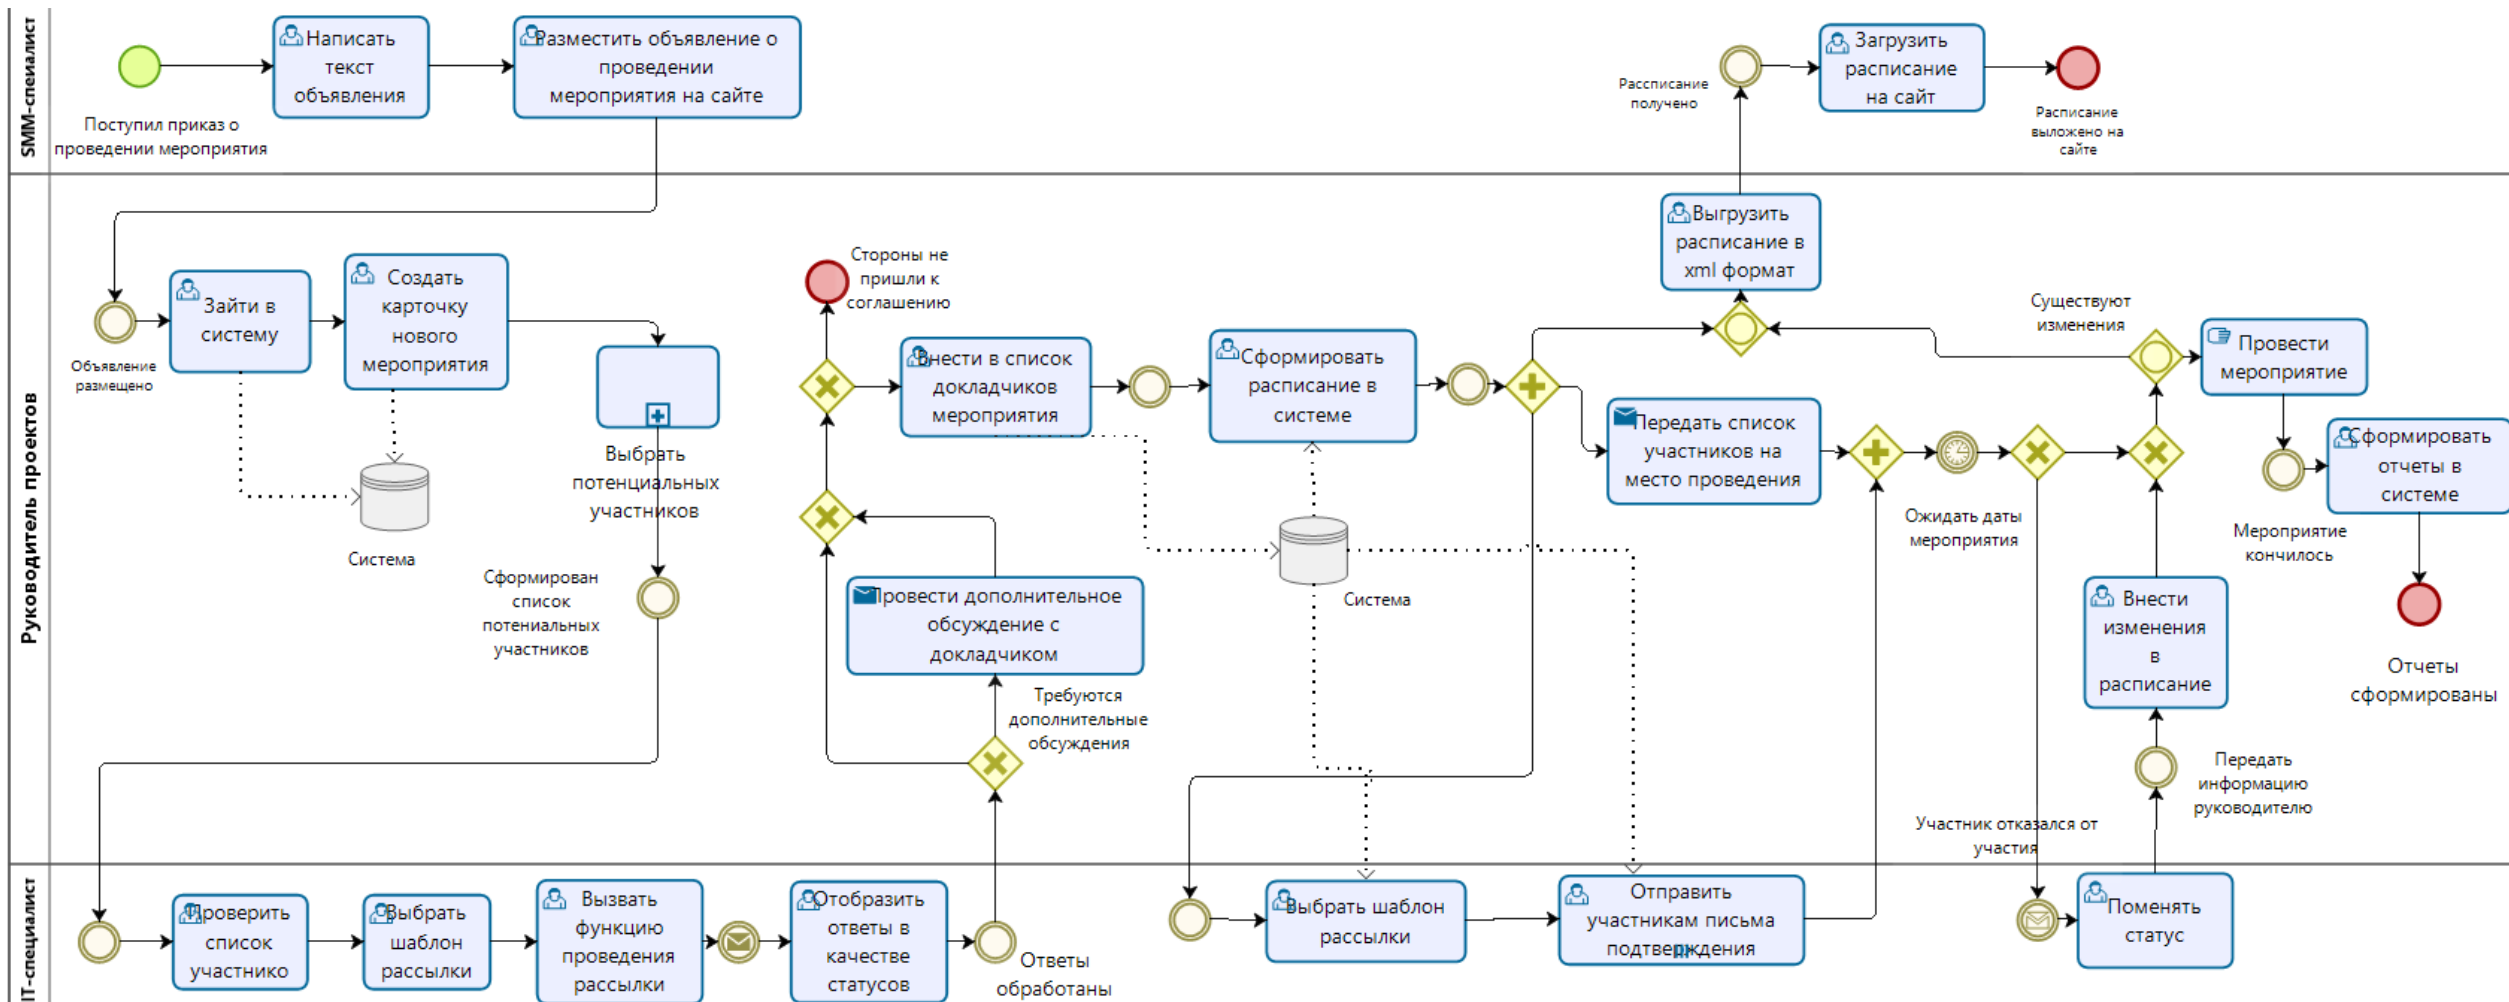 SMM-спеиалист
Поступил приказ о
проведении мероприятия
Написать
текст
объявления
Разместить объявление о
проведении
мероприятия на сайте
Рассписание
получено
Загрузить
расписание
на сайт
Расписание
выложено на
сайте
Руководитель проектов
Объявление
размещено
Зайти в
систему
Создать
карточку
нового
мероприятия
Система
Выбрать
потенциальных
участников
Сформирован
список
потениальных
участников
Стороны не
пришли к
соглашению
Внести в список
докладчиков
мероприятия
Сформировать
расписание в
системе
Провести дополнительное
обсуждение с
докладчиком
Требуются
дополнительные
обсуждения
Система
Выгрузить
расписание в
xml формат
Передать список
участников на
место проведения
Ожидать даты
мероприятия
Существуют
изменения
Провести
мероприятие
Мероприятие
кончилось
Сформировать
отчеты в
системе
Отчеты
сформированы
Внести
изменения
в
расписание
Передать
информацию
руководителю
Участник отказался от
участия
IT-специалист
Проверить
список
участнико
Выбрать
шаблон
рассылки
Вызвать
функцию
проведения
рассылки
Отобразить
ответы в
качестве
статусов
Ответы
обработаны
Выбрать шаблон
рассылки
Отправить
участникам письма
подтверждения
Поменять
статус